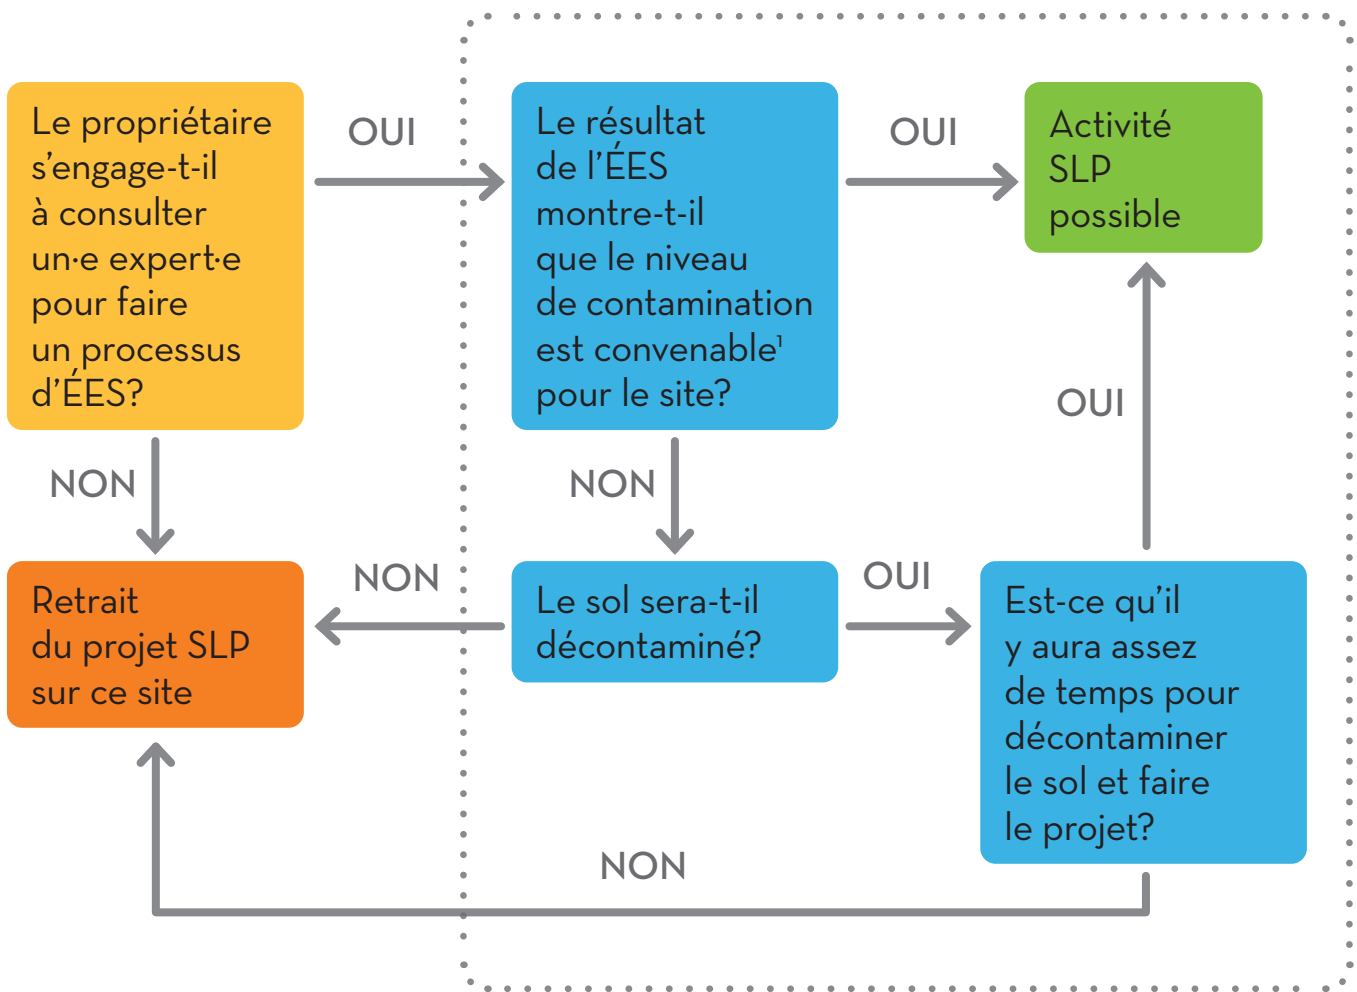 Le propriétaire
s'engage-t-il
à consulter
un·e expert·e
pour faire
un processus
d'ÉES?
OUI
Le résultat
de l'ÉES
montre-t-il
que le niveau
de contamination
est convenable¹
pour le site?
OUI
Activité
SLP
possible
NON
NON
OUI
Retrait
du projet SLP
sur ce site
NON
Le sol sera-t-il
décontaminé?
OUI
Est-ce qu'il
y aura assez
de temps pour
décontaminer
le sol et faire
le projet?
NON